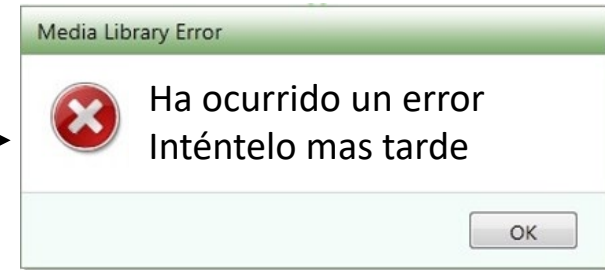 Media Library Error
Ha ocurrido un error
Inténtelo mas tarde
OK